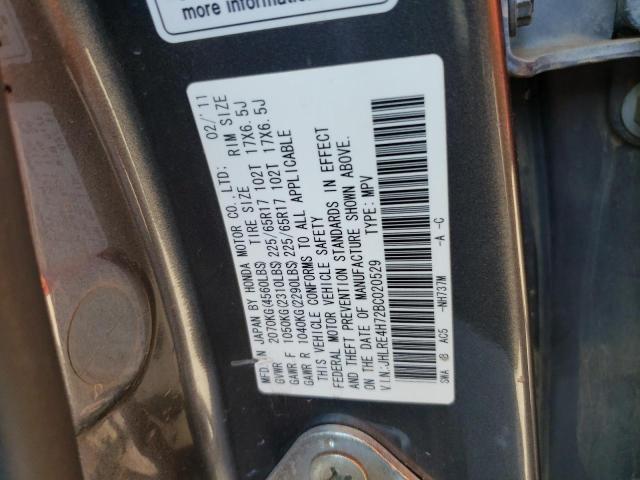 more information.
MFD. IN JAPAN BY HONDA MOTOR CO., LTD: 02/'11
TIRE SIZE RIM SIZE
GVWR 2070KG(4560LBS)
GAWR F 1050KG(2310LBS) 225/65R17 102T 17X6.5J
GAWR R 1040KG(2290LBS) 225/65R17 102T 17X6.5J
THIS VEHICLE CONFORMS TO ALL APPLICABLE
FEDERAL MOTOR VEHICLE SAFETY
AND THEFT PREVENTION STANDARDS IN EFFECT
ON THE DATE OF MANUFACTURE SHOWN ABOVE.
V.I.N:JHLRE4H72BC020529 TYPE: MPV
SWA AC5 -NH737M -A -C